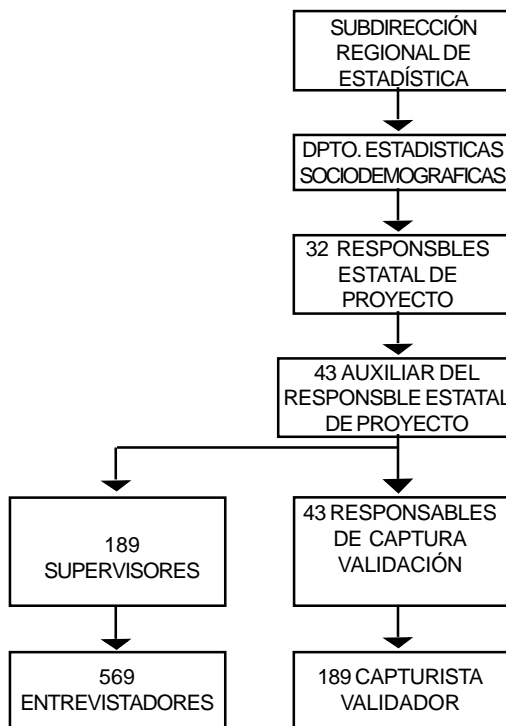 SUBDIRECCIÓN
REGIONAL DE
ESTADÍSTICA
DPTO. ESTADISTICAS
SOCIODEMOGRAFICAS
32 RESPONSBLES
ESTATAL DE
PROYECTO
43 AUXILIAR DEL
RESPONSBLE ESTATAL
DE PROYECTO
189
SUPERVISORES
43 RESPONSABLES
DE CAPTURA
VALIDACIÓN
569
ENTREVISTADORES
189 CAPTURISTA
VALIDADOR